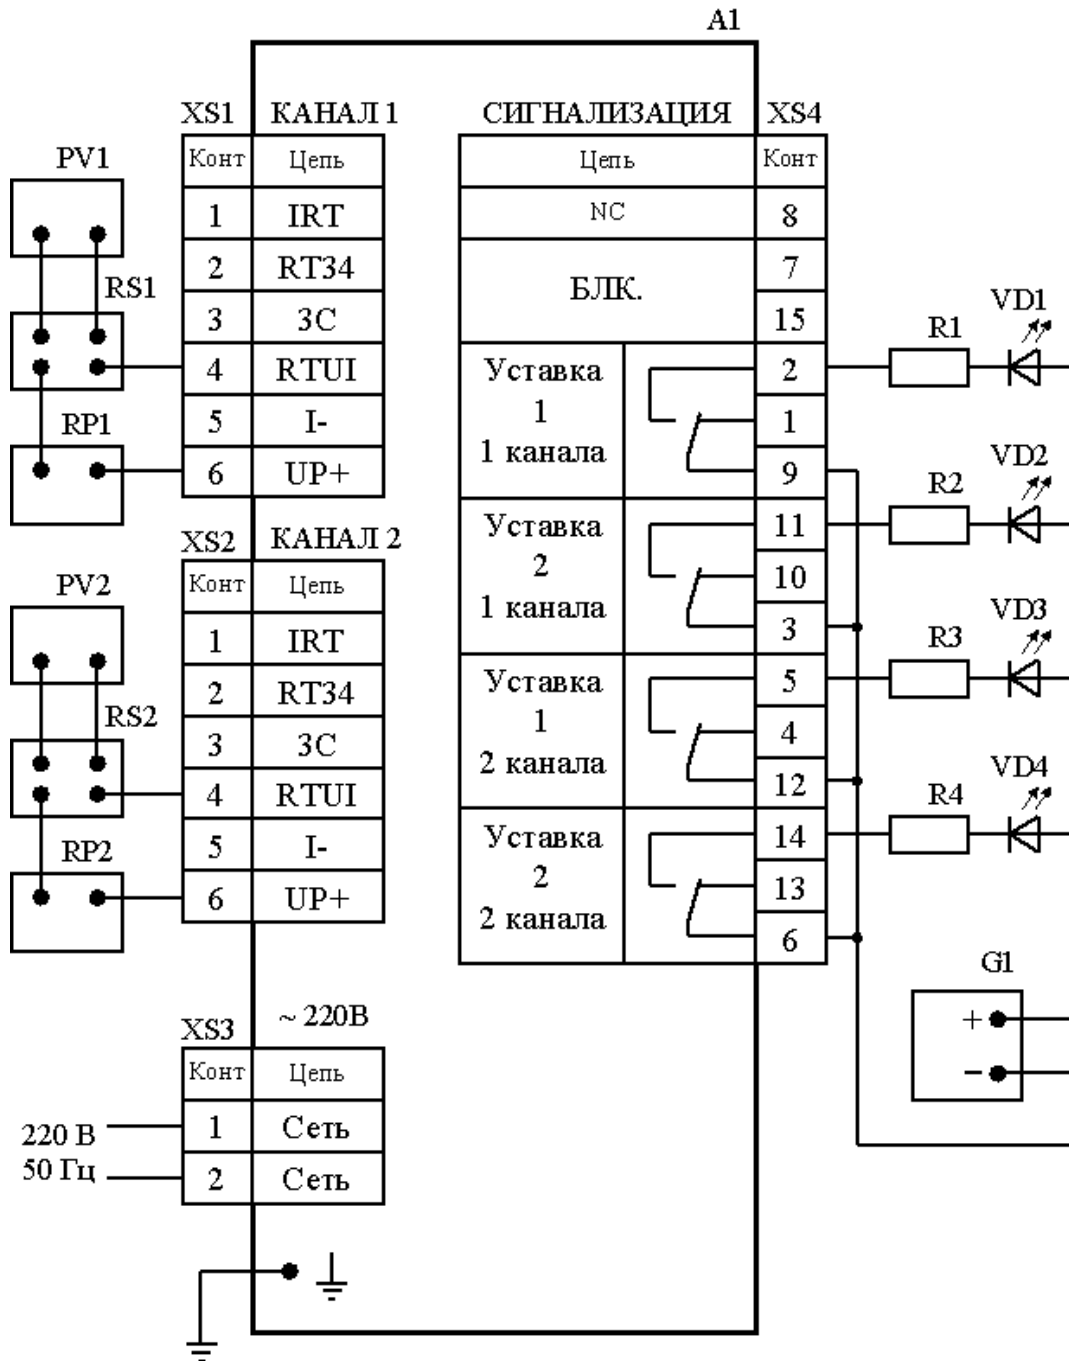 A1
XS1 КАНАЛ 1
Конт Цепь
1 IRT
2 RT34
3 3C
4 RTUI
5 I-
6 UP+
PV1
RS1
RP1
XS2 КАНАЛ 2
Конт Цепь
1 IRT
2 RT34
3 3C
4 RTUI
5 I-
6 UP+
PV2
RS2
RP2
XS3 ~ 220В
Конт Цепь
1 Сеть
2 Сеть
220 В
50 Гц
СИГНАЛИЗАЦИЯ XS4
Цепь Конт
NC 8
БЛК. 7
15
Уставка
1
1 канала
2
1
9
Уставка
2
1 канала
11
10
3
Уставка
1
2 канала
5
4
12
Уставка
2
2 канала
14
13
6
R1 VD1
R2 VD2
R3 VD3
R4 VD4
G1
+
−